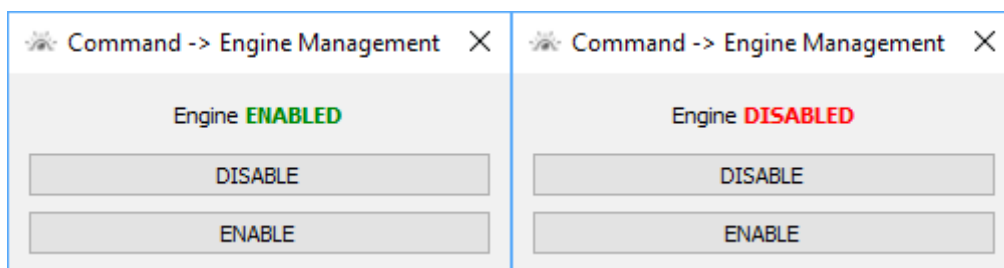 Command -> Engine Management
Engine ENABLED
DISABLE
ENABLE
Command -> Engine Management
Engine DISABLED
DISABLE
ENABLE